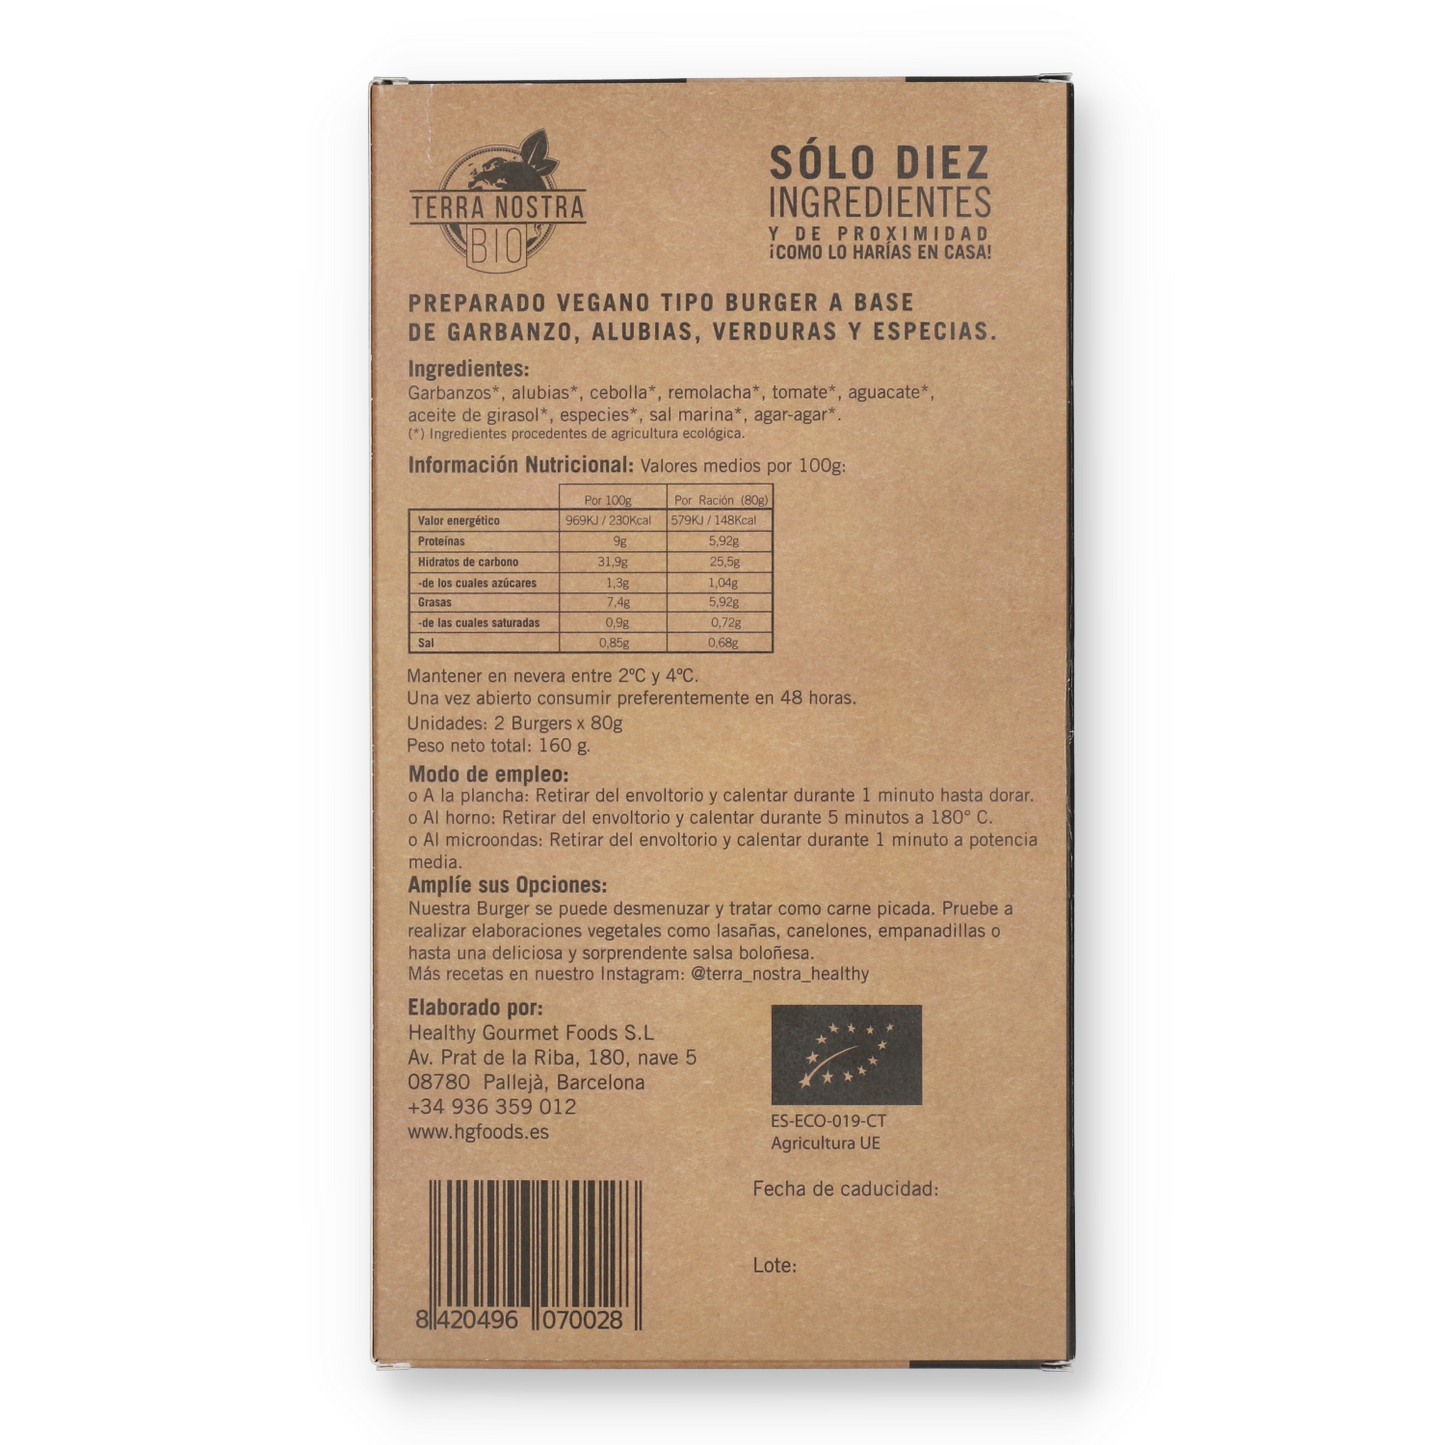 TERRA NOSTRA
BIO
SÓLO DIEZ
INGREDIENTES
Y DE PROXIMIDAD
¡COMO LO HARÍAS EN CASA!
PREPARADO VEGANO TIPO BURGER A BASE
DE GARBANZO, ALUBIAS, VERDURAS Y ESPECIAS.
Ingredientes:
Garbanzos*, alubias*, cebolla*, remolacha*, tomate*, aguacate*,
aceite de girasol*, especies*, sal marina*, agar-agar*.
(*) Ingredientes procedentes de agricultura ecológica.
Información Nutricional: Valores medios por 100g:
Por 100g Por Ración (80g)
Valor energético 969KJ / 230Kcal 579KJ / 148Kcal
Proteínas 9g 5,92g
Hidratos de carbono 31,9g 25,5g
-de los cuales azúcares 1,3g 1,04g
Grasas 7,4g 5,92g
-de las cuales saturadas 0,9g 0,72g
Sal 0,85g 0,68g
Mantener en nevera entre 2ºC y 4ºC.
Una vez abierto consumir preferentemente en 48 horas.
Unidades: 2 Burgers x 80g
Peso neto total: 160 g.
Modo de empleo:
o A la plancha: Retirar del envoltorio y calentar durante 1 minuto hasta dorar.
o Al horno: Retirar del envoltorio y calentar durante 5 minutos a 180° C.
o Al microondas: Retirar del envoltorio y calentar durante 1 minuto a potencia
media.
Amplíe sus Opciones:
Nuestra Burger se puede desmenuzar y tratar como carne picada. Pruebe a
realizar elaboraciones vegetales como lasañas, canelones, empanadillas o
hasta una deliciosa y sorprendente salsa boloñesa.
Más recetas en nuestro Instagram: @terra_nostra_healthy
Elaborado por:
Healthy Gourmet Foods S.L
Av. Prat de la Riba, 180, nave 5
08780 Pallejà, Barcelona
+34 936 359 012
www.hgfoods.es
ES-ECO-019-CT
Agricultura UE
Fecha de caducidad:
Lote:
8 420496 070028